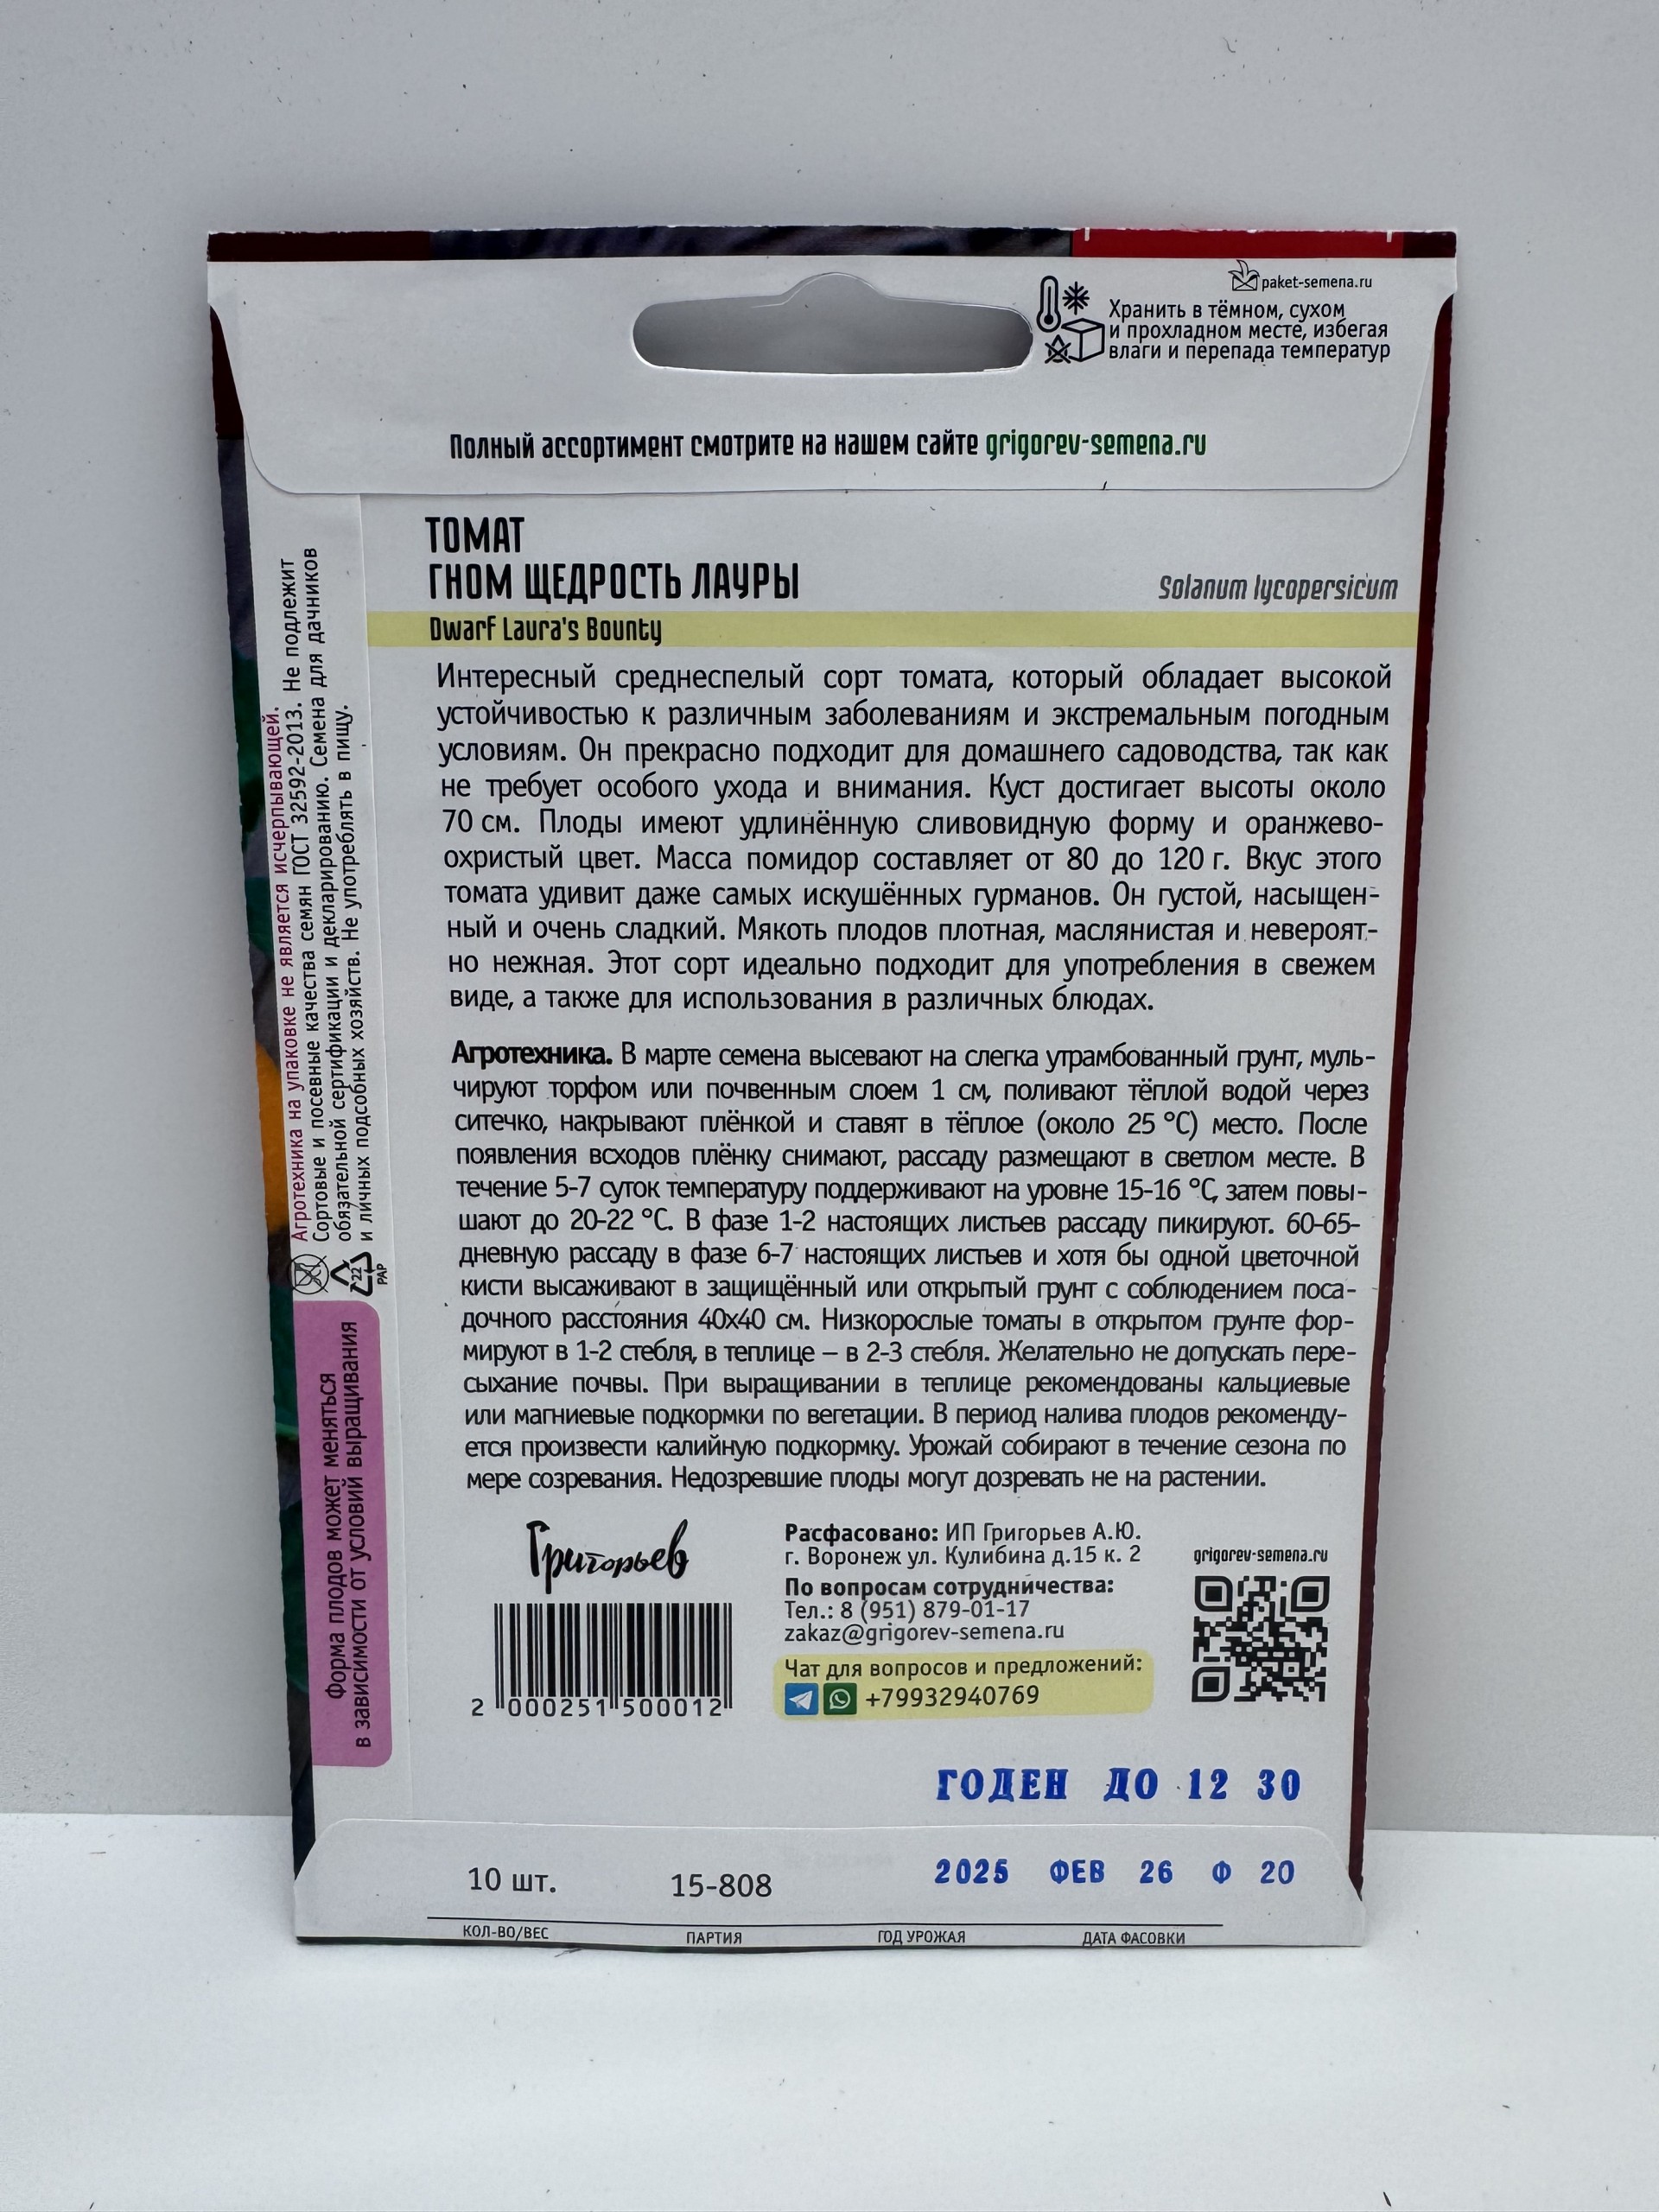 paket-semena.ru
Хранить в тёмном, сухом
и прохладном месте, избегая
влаги и перепада температур
Полный ассортимент смотрите на нашем сайте grigorev-semena.ru
ТОМАТ
ГНОМ ЩЕДРОСТЬ ЛАУРЫ
Solanum lycopersicum
Dwarf Laura's Bounty
Интересный среднеспелый сорт томата, который обладает высокой
устойчивостью к различным заболеваниям и экстремальным погодным
условиям. Он прекрасно подходит для домашнего садоводства, так как
не требует особого ухода и внимания. Куст достигает высоты около
70 см. Плоды имеют удлинённую сливовидную форму и оранжево-
охристый цвет. Масса помидор составляет от 80 до 120 г. Вкус этого
томата удивит даже самых искушённых гурманов. Он густой, насыщен-
ный и очень сладкий. Мякоть плодов плотная, маслянистая и невероят-
но нежная. Этот сорт идеально подходит для употребления в свежем
виде, а также для использования в различных блюдах.
Агротехника. В марте семена высевают на слегка утрамбованный грунт, муль-
чируют торфом или почвенным слоем 1 см, поливают тёплой водой через
ситечко, накрывают плёнкой и ставят в тёплое (около 25 °C) место. После
появления всходов плёнку снимают, рассаду размещают в светлом месте. В
течение 5-7 суток температуру поддерживают на уровне 15-16 °C, затем повы-
шают до 20-22 °C. В фазе 1-2 настоящих листьев рассаду пикируют. 60-65-
дневную рассаду в фазе 6-7 настоящих листьев и хотя бы одной цветочной
кисти высаживают в защищённый или открытый грунт с соблюдением поса-
дочного расстояния 40х40 см. Низкорослые томаты в открытом грунте фор-
мируют в 1-2 стебля, в теплице – в 2-3 стебля. Желательно не допускать пере-
сыхание почвы. При выращивании в теплице рекомендованы кальциевые
или магниевые подкормки по вегетации. В период налива плодов рекоменду-
ется произвести калийную подкормку. Урожай собирают в течение сезона по
мере созревания. Недозревшие плоды могут дозревать не на растении.
Агротехника на упаковке не является исчерпывающей.
Сортовые и посевные качества семян ГОСТ 32592-2013. Не подлежит
обязательной сертификации и декларированию. Семена для дачников
и личных подсобных хозяйств. Не употреблять в пищу.
22
PAP
Форма плодов может меняться
в зависимости от условий выращивания
Григорьев
2 000251 500012
Расфасовано: ИП Григорьев А.Ю.
г. Воронеж ул. Кулибина д.15 к. 2
По вопросам сотрудничества:
Тел.: 8 (951) 879-01-17
zakaz@grigorev-semena.ru
Чат для вопросов и предложений:
+79932940769
grigorev-semena.ru
ГОДЕН ДО 12 30
10 шт. 15-808 2025 ФЕВ 26 Ф 20
КОЛ-ВО/ВЕС ПАРТИЯ ГОД УРОЖАЯ ДАТА ФАСОВКИ